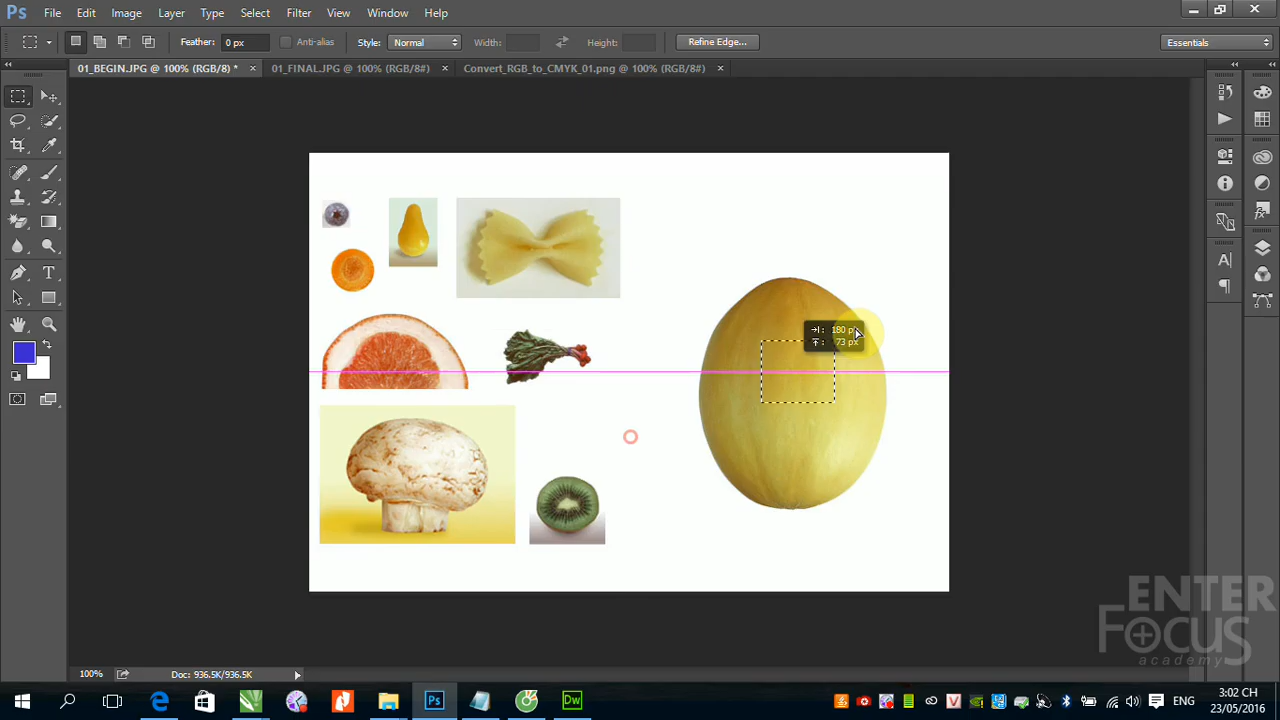 Ps File Edit Image Layer Type Select Filter View Window Help
Feather: 0 px Anti-alias Style: Normal Width: Height: Refine Edge... Essentials
01_BEGIN.JPG @ 100% (RGB/8) * × 01_FINAL.JPG @ 100% (RGB/8#) × Convert_RGB_to_CMYK_01.png @ 100% (RGB/8#) ×
180 px
73 px
ENTER
FOCUS
academy
100% Doc: 936.5K/936.5K
Ps Dw ENG 3:02 CH
23/05/2016